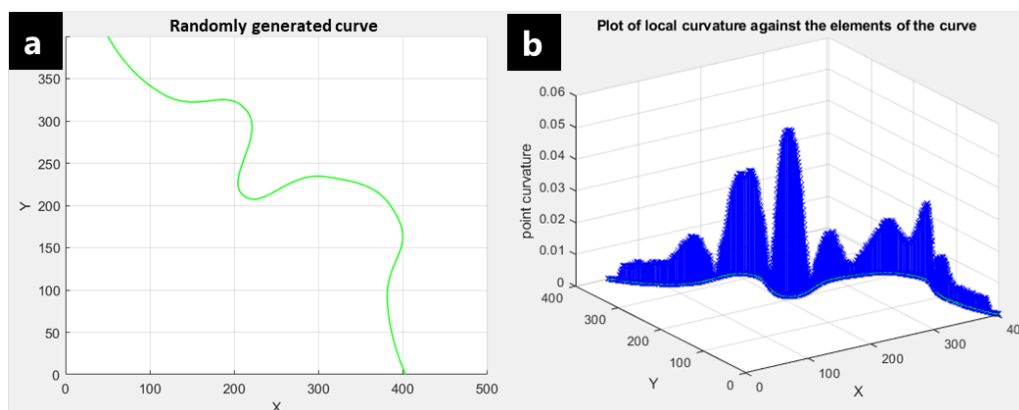 a
Randomly generated curve
350
300
250
200
150
100
50
0
Y
0 100 200 300 400 500
X
b
Plot of local curvature against the elements of the curve
0.06
0.05
0.04
0.03
0.02
0.01
0
point curvature
400
300
200
100
0
Y
0
100
200
300
40
X